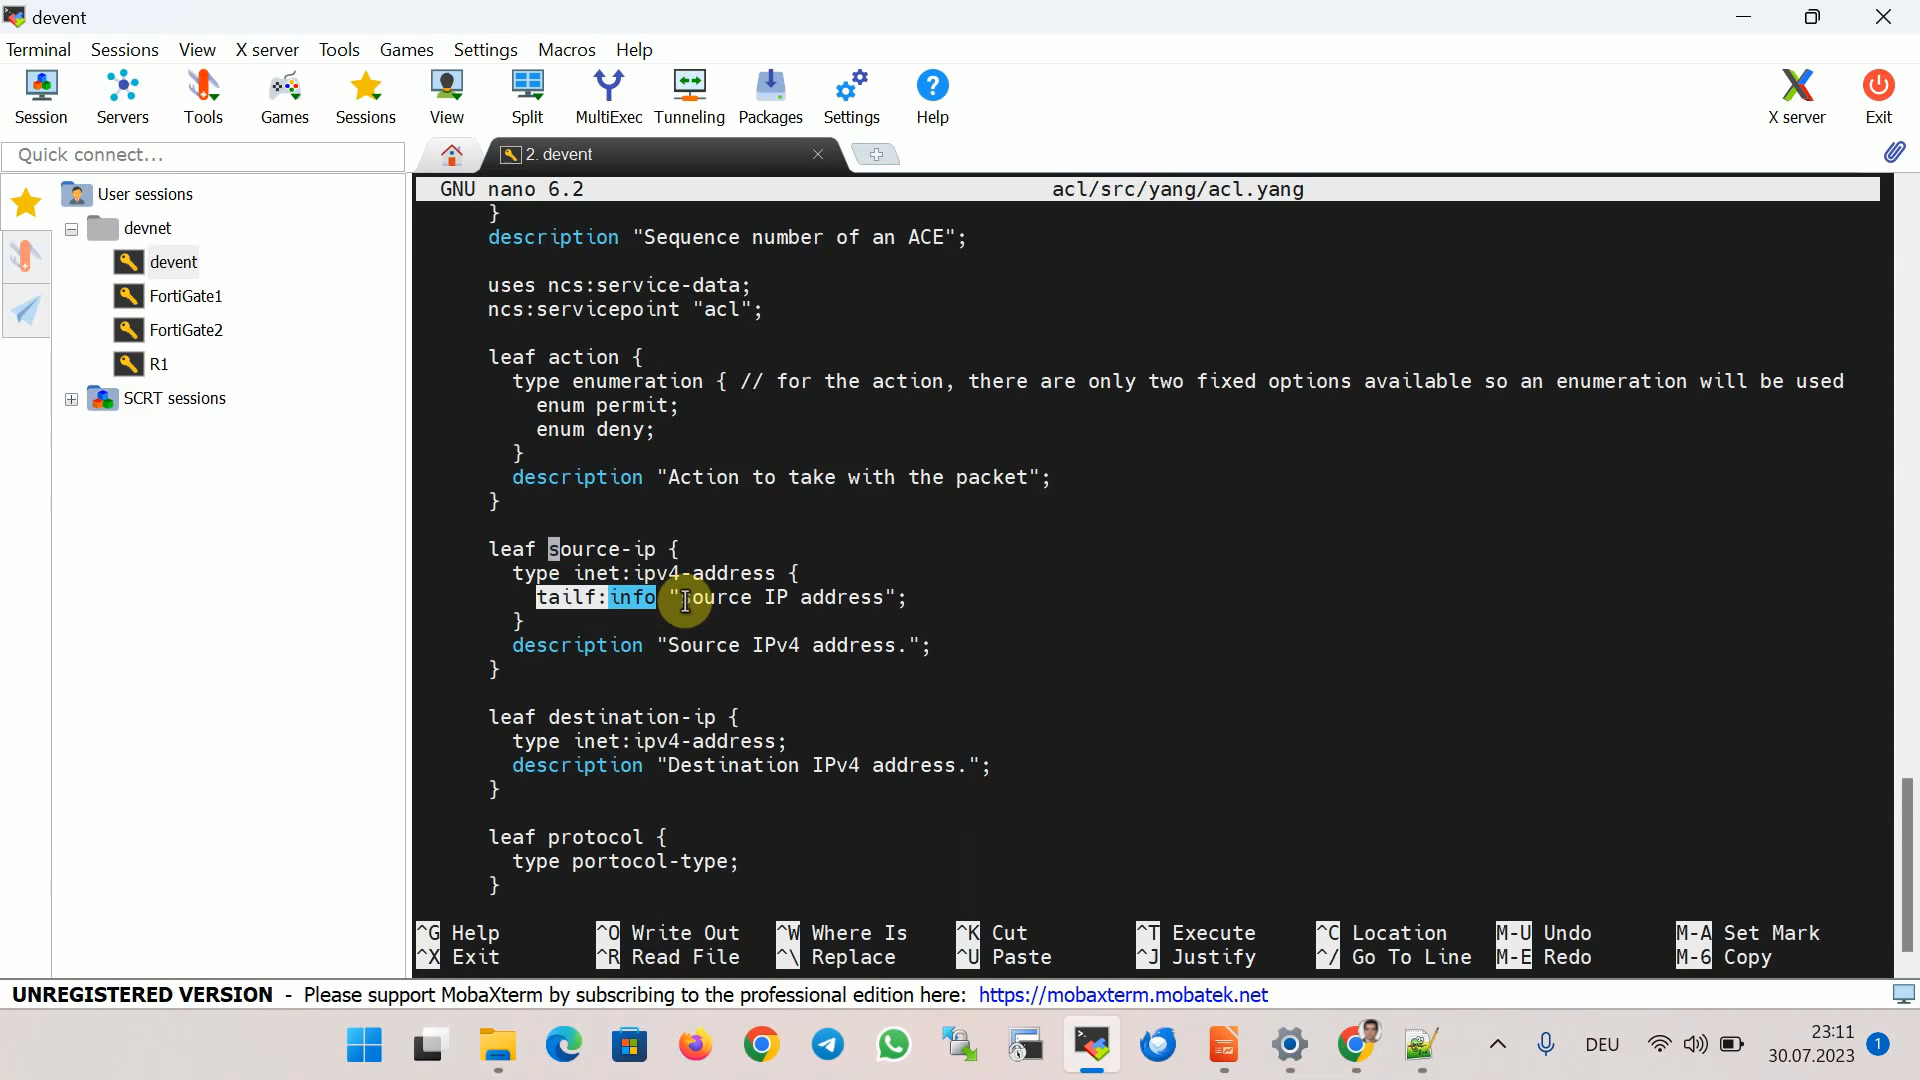 devent
Terminal Sessions View X server Tools Games Settings Macros Help
Session Servers Tools Games Sessions View Split MultiExec Tunneling Packages Settings Help X server Exit
Quick connect...
2. devent
User sessions
devnet
devent
FortiGate1
FortiGate2
R1
SCRT sessions
GNU nano 6.2 acl/src/yang/acl.yang
}
description "Sequence number of an ACE";
uses ncs:service-data;
ncs:servicepoint "acl";
leaf action {
type enumeration { // for the action, there are only two fixed options available so an enumeration will be used
enum permit;
enum deny;
}
description "Action to take with the packet";
}
leaf source-ip {
type inet:ipv4-address {
tailf:info "source IP address";
}
description "Source IPv4 address.";
}
leaf destination-ip {
type inet:ipv4-address;
description "Destination IPv4 address.";
}
leaf protocol {
type portocol-type;
}
^G Help ^O Write Out ^W Where Is ^K Cut ^T Execute ^C Location M-U Undo M-A Set Mark
^X Exit ^R Read File ^\ Replace ^U Paste ^J Justify ^/ Go To Line M-E Redo M-6 Copy
UNREGISTERED VERSION - Please support MobaXterm by subscribing to the professional edition here: https://mobaxterm.mobatek.net
DEU
23:11
30.07.2023
1